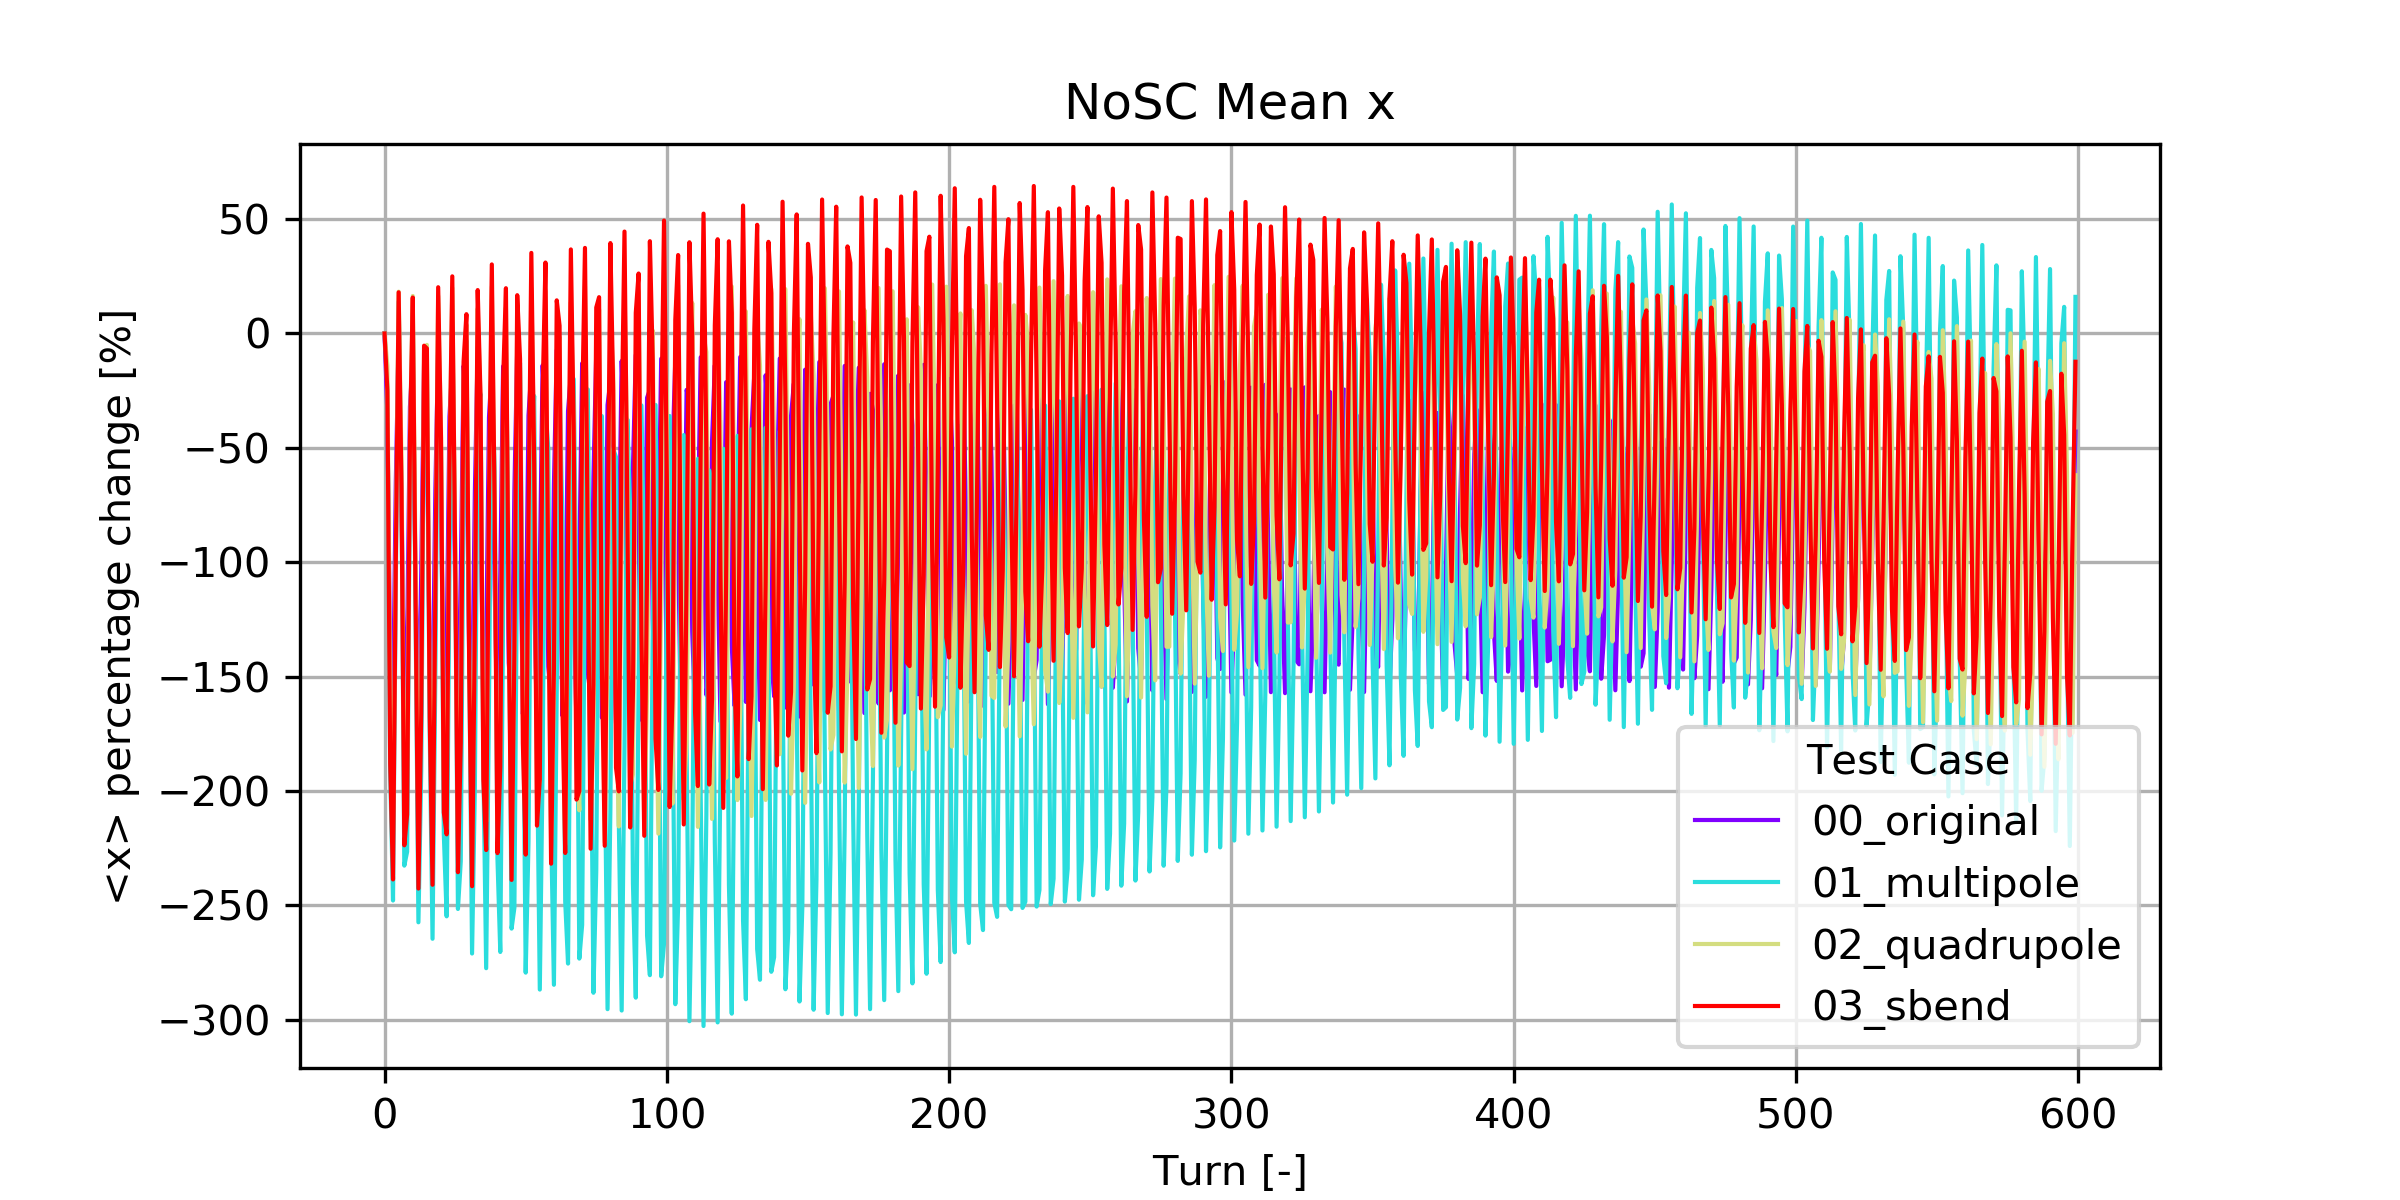 NoSC Mean x
<x> percentage change [%]
50
0
−50
−100
−150
−200
−250
−300
0
100
200
300
400
500
600
Turn [-]
Test Case
00_original
01_multipole
02_quadrupole
03_sbend